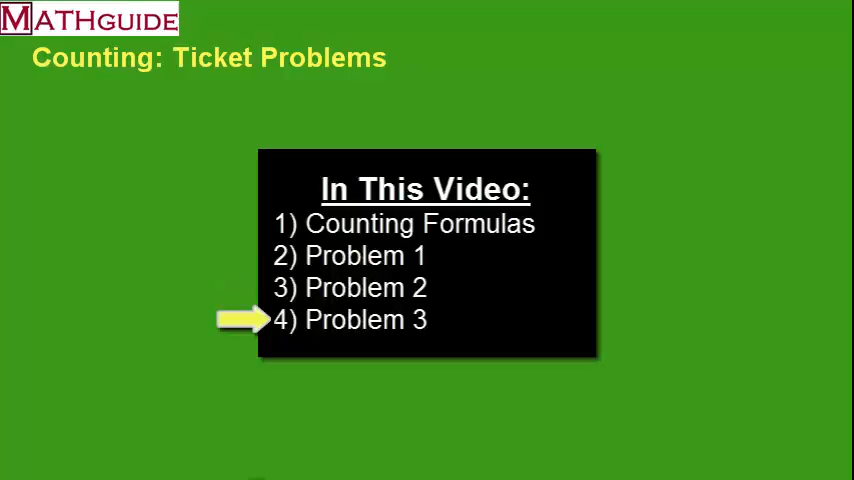 MATHGUIDE
Counting: Ticket Problems
In This Video:
1) Counting Formulas
2) Problem 1
3) Problem 2
4) Problem 3